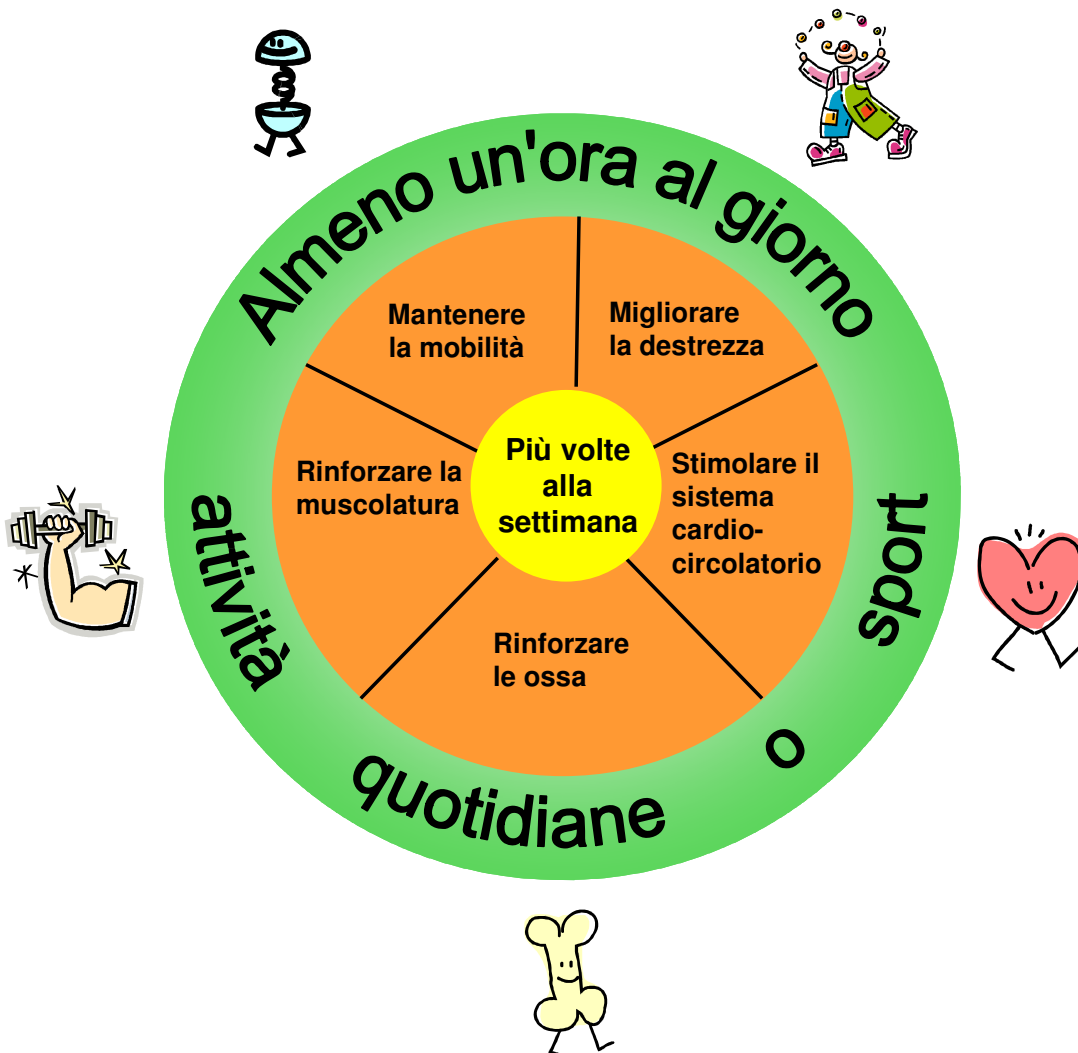 Almeno un'ora al giorno
sport
o
attività
quotidiane
Mantenere
la mobilità
Migliorare
la destrezza
Rinforzare la
muscolatura
Più volte
alla
settimana
Stimolare il
sistema
cardio-
circolatorio
Rinforzare
le ossa